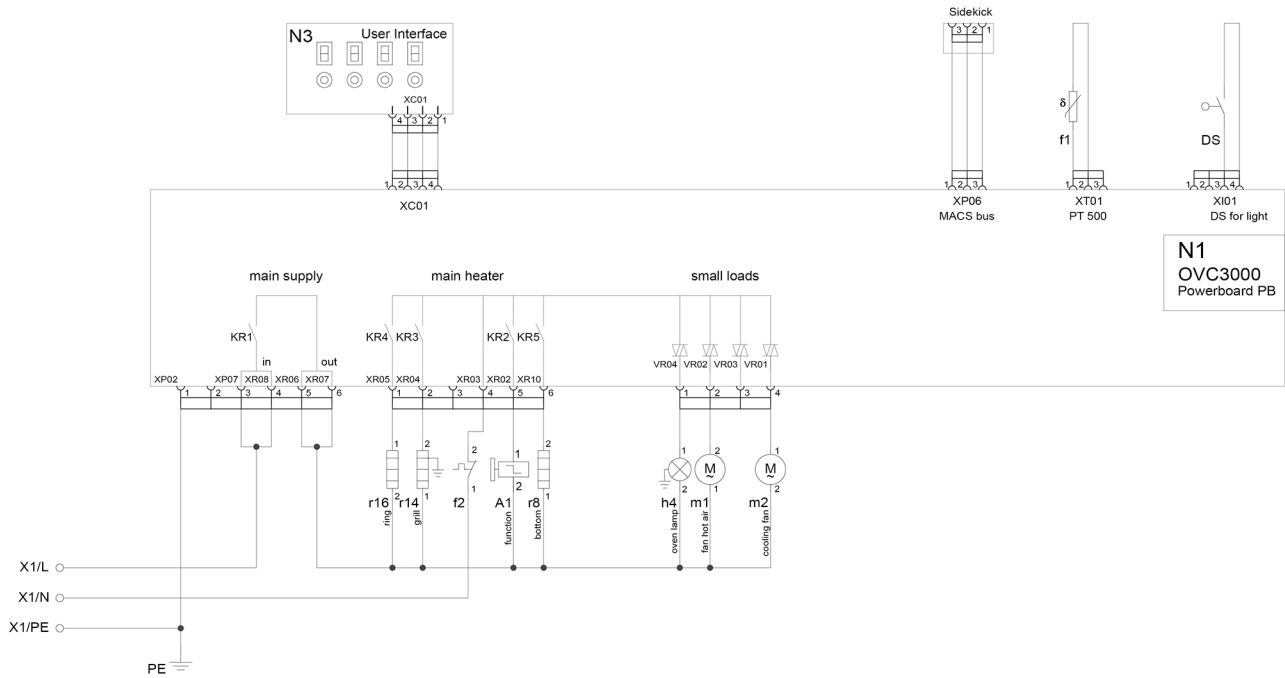 Sidekick
3 2 1
N3 User Interface
XC01
4 3 2 1
δ
f1
DS
1 2 3 4
XC01
1 2 3
XP06
MACS bus
1 2 3
XT01
PT 500
1 2 3 4
XI01
DS for light
N1
OVC3000
Powerboard PB
main supply
main heater
small loads
KR1
KR4 KR3 KR2 KR5
in out
VR04 VR02 VR03 VR01
XP02 XP07 XR08 XR06 XR07
XR05 XR04 XR03 XR02 XR10
1 2 3 4 5 6
1 2 3 4 5 6
1 2 3 4
1 2 2 1 2
M
~
1 2 2
M
~
1
2 1 1 2 1
2 1 2
r16 r14 f2 A1 r8
h4 m1 m2
ring
grill
function
bottom
oven lamp
fan hot air
cooling fan
X1/L
X1/N
X1/PE
PE